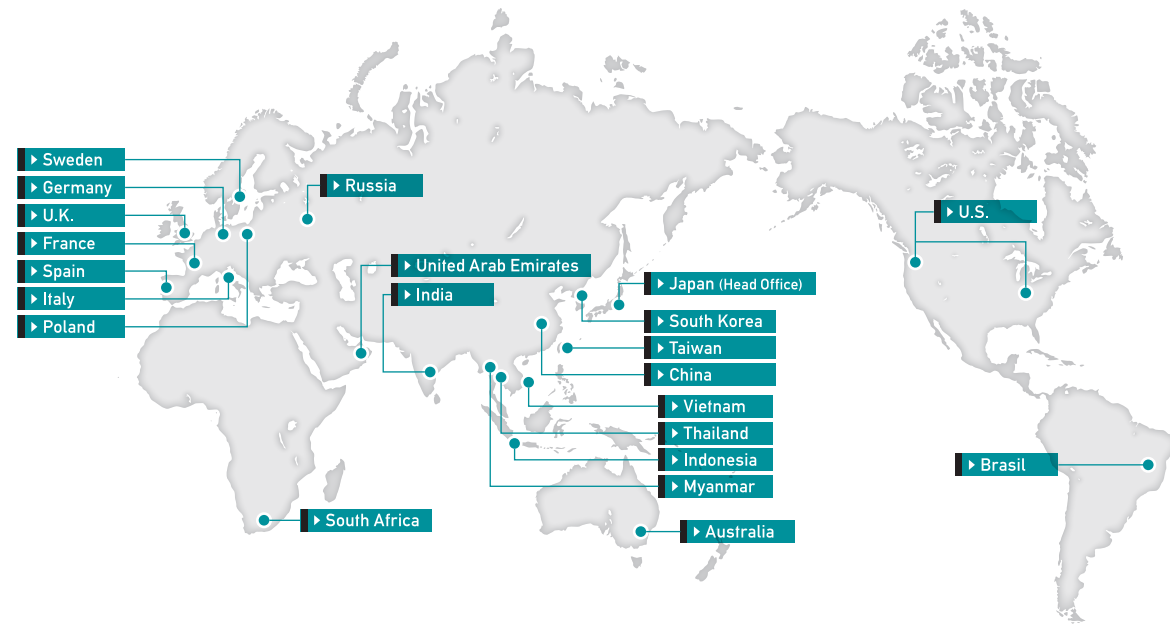 Sweden
Germany
U.K.
France
Spain
Italy
Poland
Russia
United Arab Emirates
India
Japan (Head Office)
South Korea
Taiwan
China
Vietnam
Thailand
Indonesia
Myanmar
Australia
South Africa
U.S.
Brasil